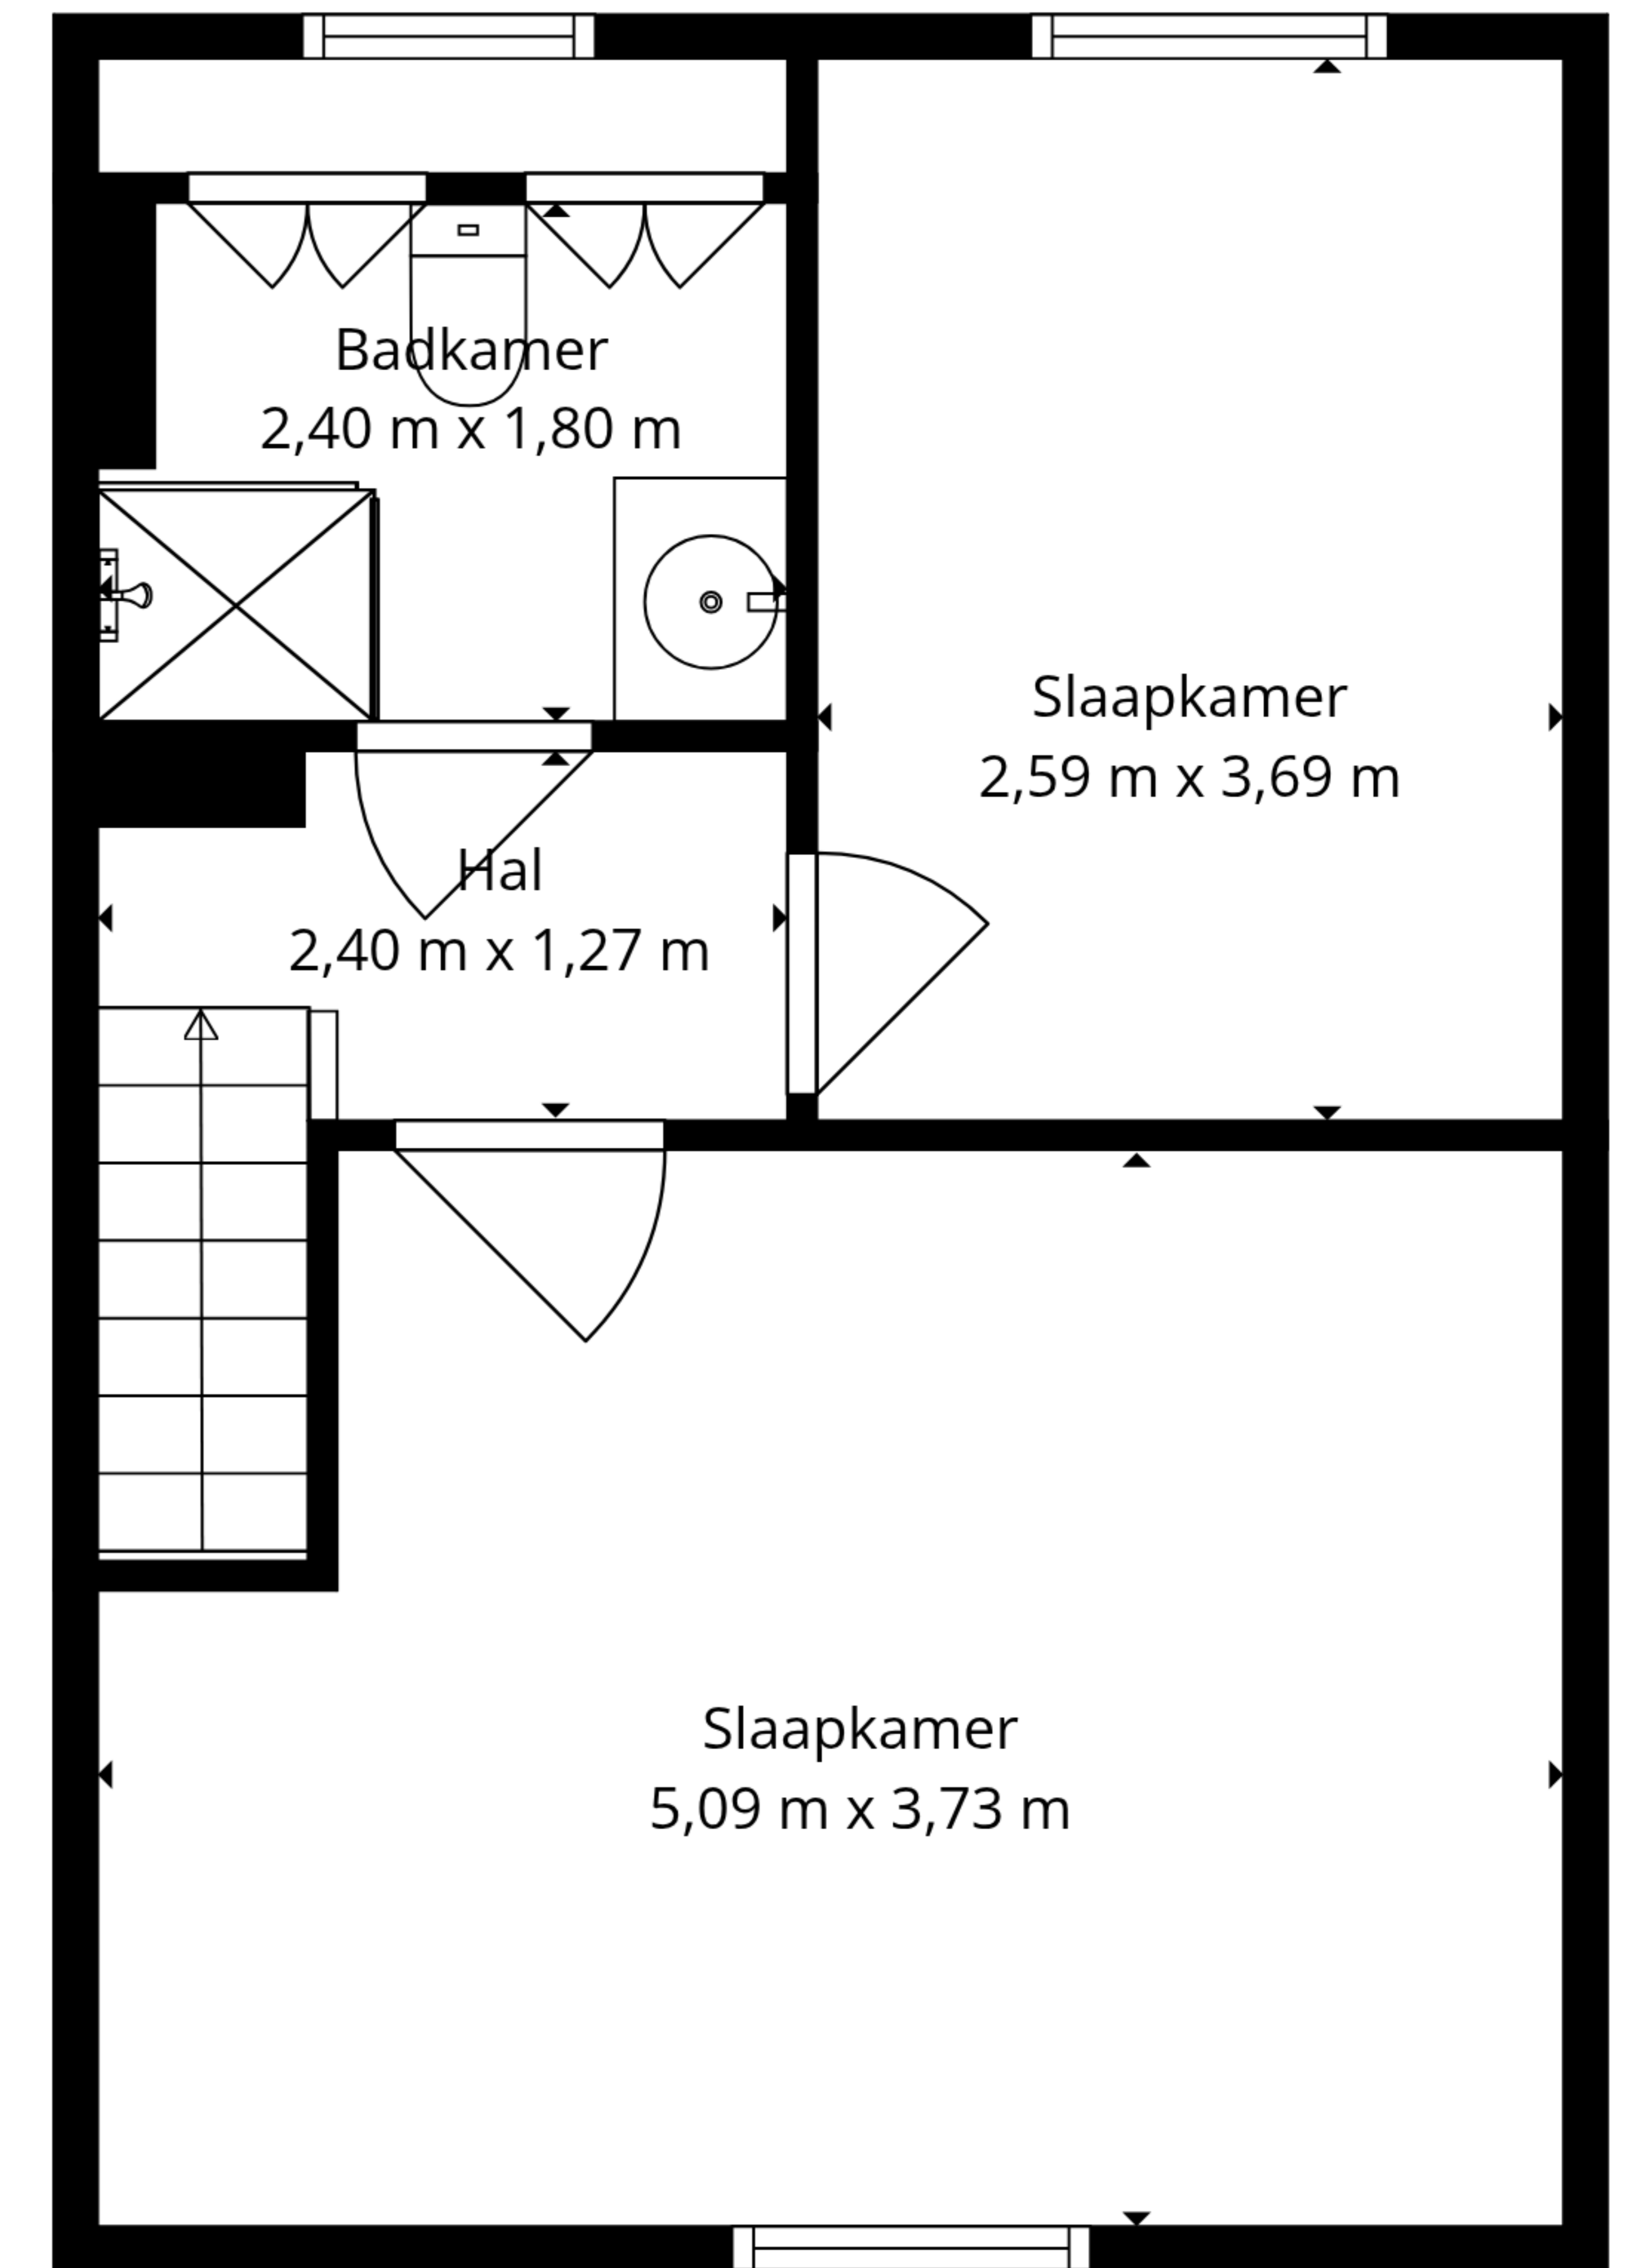 Badkamer
2,40 m x 1,80 m
Slaapkamer
2,59 m x 3,69 m
Hal
2,40 m x 1,27 m
Slaapkamer
5,09 m x 3,73 m